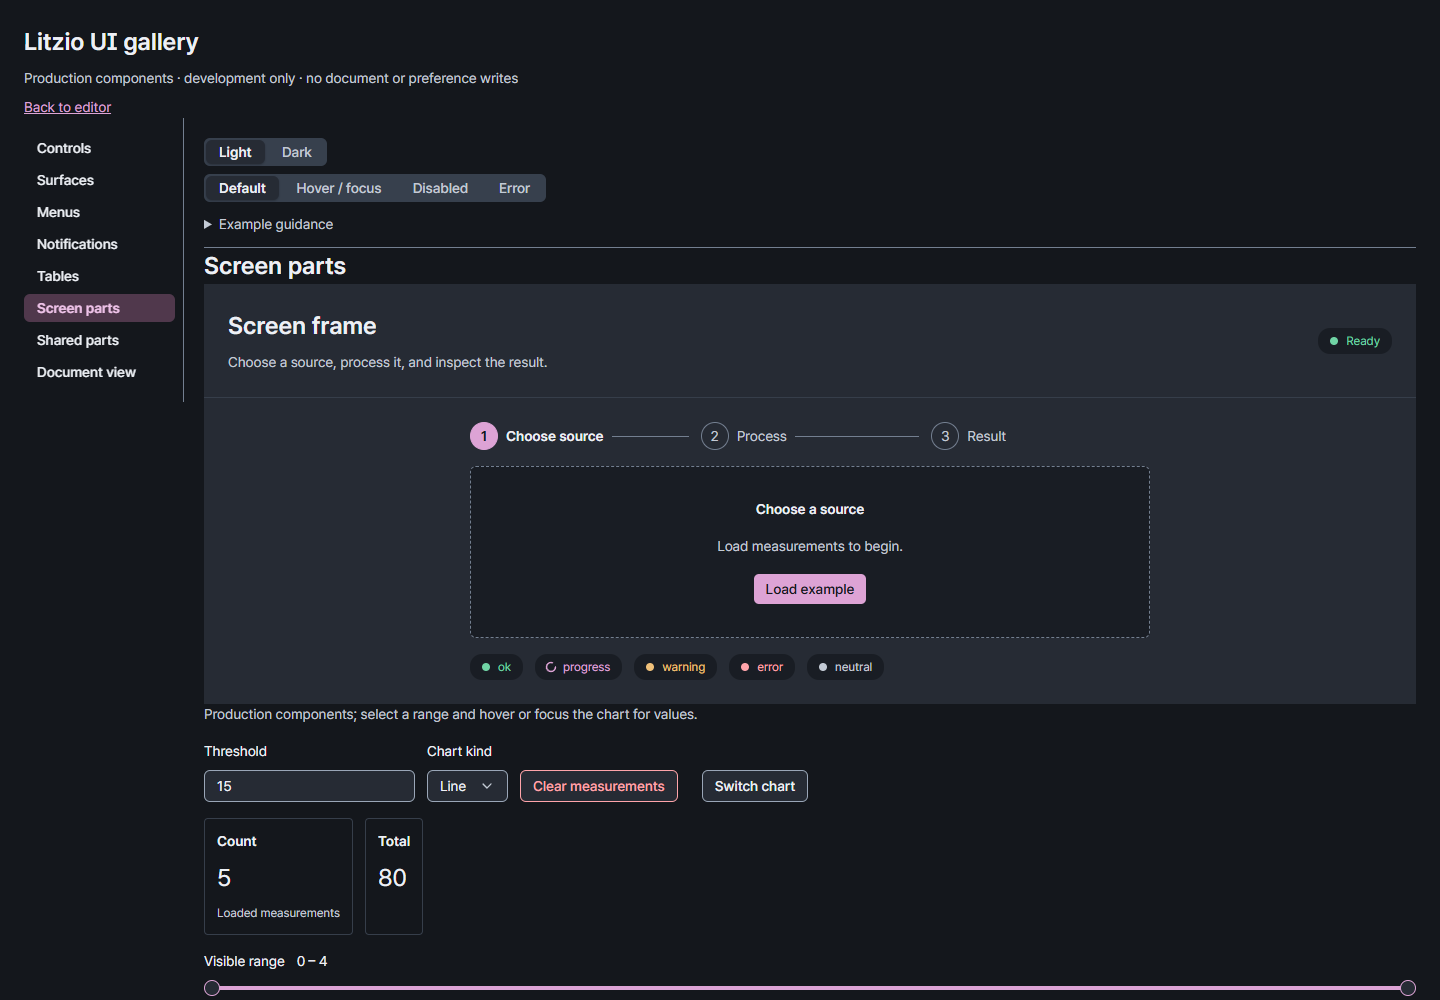 Litzio UI gallery
Production components · development only · no document or preference writes
Back to editor
Controls
Surfaces
Menus
Notifications
Tables
Screen parts
Shared parts
Document view
Light Dark
Default Hover / focus Disabled Error
Example guidance
Screen parts
Screen frame
Choose a source, process it, and inspect the result.
Ready
1 Choose source 2 Process 3 Result
Choose a source
Load measurements to begin.
Load example
ok progress warning error neutral
Production components; select a range and hover or focus the chart for values.
Threshold Chart kind
15 Line Clear measurements Switch chart
Count Total
5 80
Loaded measurements
Visible range 0 – 4